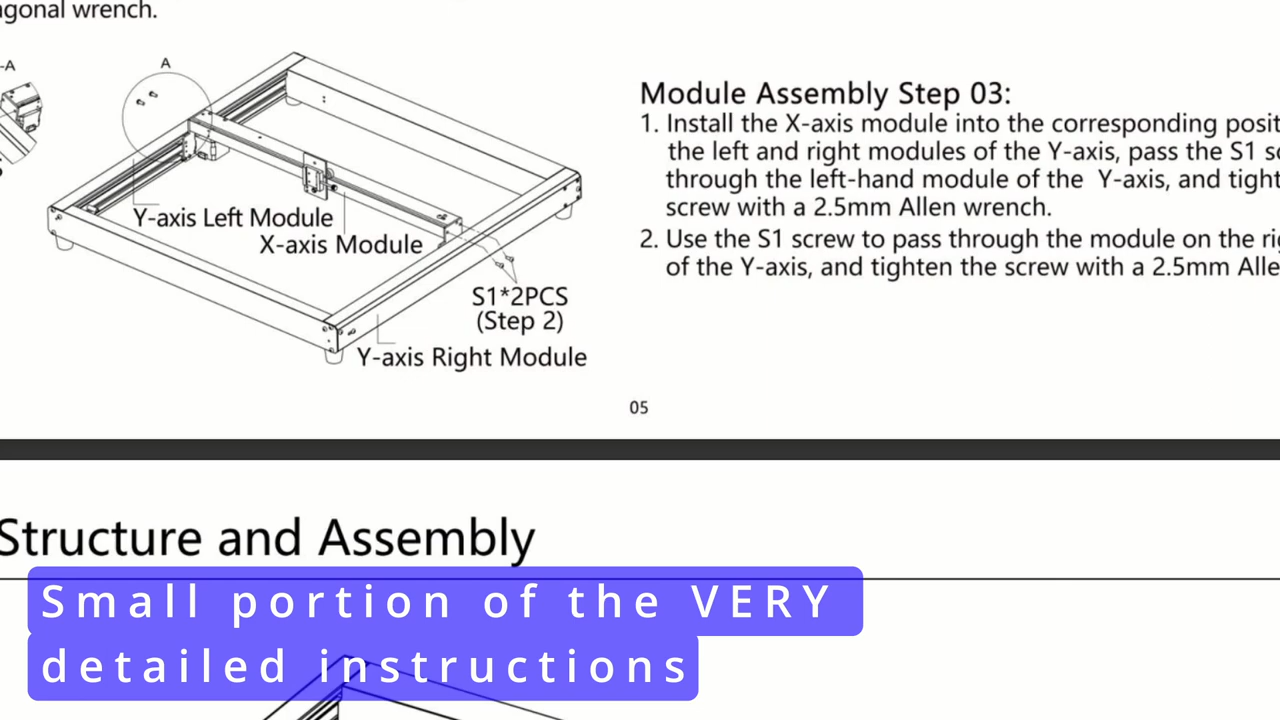 agonal wrench.
-A
A
Y-axis Left Module
X-axis Module
S1*2PCS
(Step 2)
Y-axis Right Module
Module Assembly Step 03:
1. Install the X-axis module into the corresponding posit
the left and right modules of the Y-axis, pass the S1 sc
through the left-hand module of the Y-axis, and tight
screw with a 2.5mm Allen wrench.
2. Use the S1 screw to pass through the module on the rig
of the Y-axis, and tighten the screw with a 2.5mm Alle
05
Structure and Assembly
Small portion of the VERY
detailed instructions